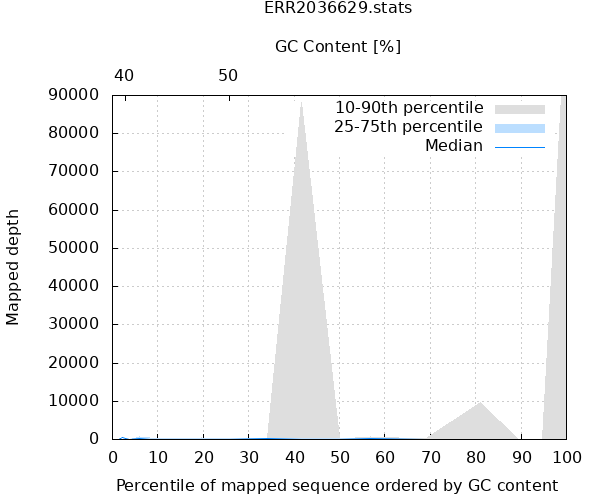 ERR2036629.stats
GC Content [%]
40 50
90000
80000
70000
60000
50000
40000
30000
20000
10000
0
10-90th percentile
25-75th percentile
Median
Mapped depth
0 10 20 30 40 50 60 70 80 90 100
Percentile of mapped sequence ordered by GC content